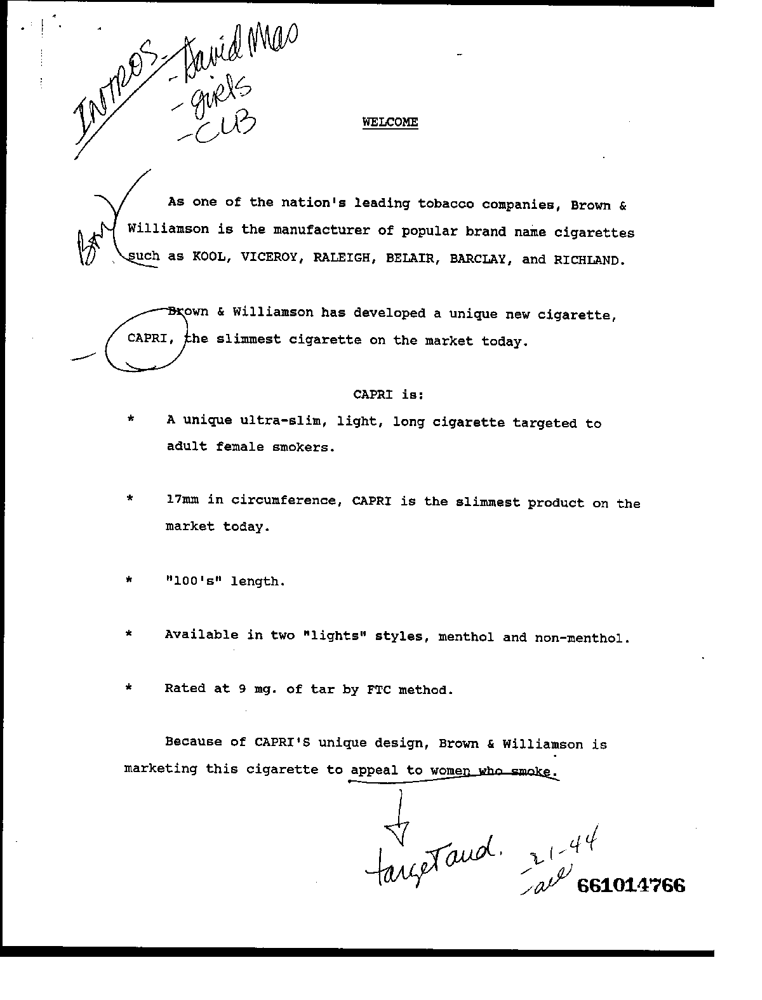 INTROS
- David Mas
- girls
- CLB
WELCOME
As one of the nation's leading tobacco companies, Brown &
Williamson is the manufacturer of popular brand name cigarettes
such as KOOL, VICEROY, RALEIGH, BELAIR, BARCLAY, and RICHLAND.
Brown & Williamson has developed a unique new cigarette,
CAPRI, the slimmest cigarette on the market today.
CAPRI is:
* A unique ultra-slim, light, long cigarette targeted to
adult female smokers.
* 17mm in circumference, CAPRI is the slimmest product on the
market today.
* "100's" length.
* Available in two "lights" styles, menthol and non-menthol.
* Rated at 9 mg. of tar by FTC method.
Because of CAPRI'S unique design, Brown & Williamson is
marketing this cigarette to appeal to women who smoke.
target aud.
- 21-44
661014766